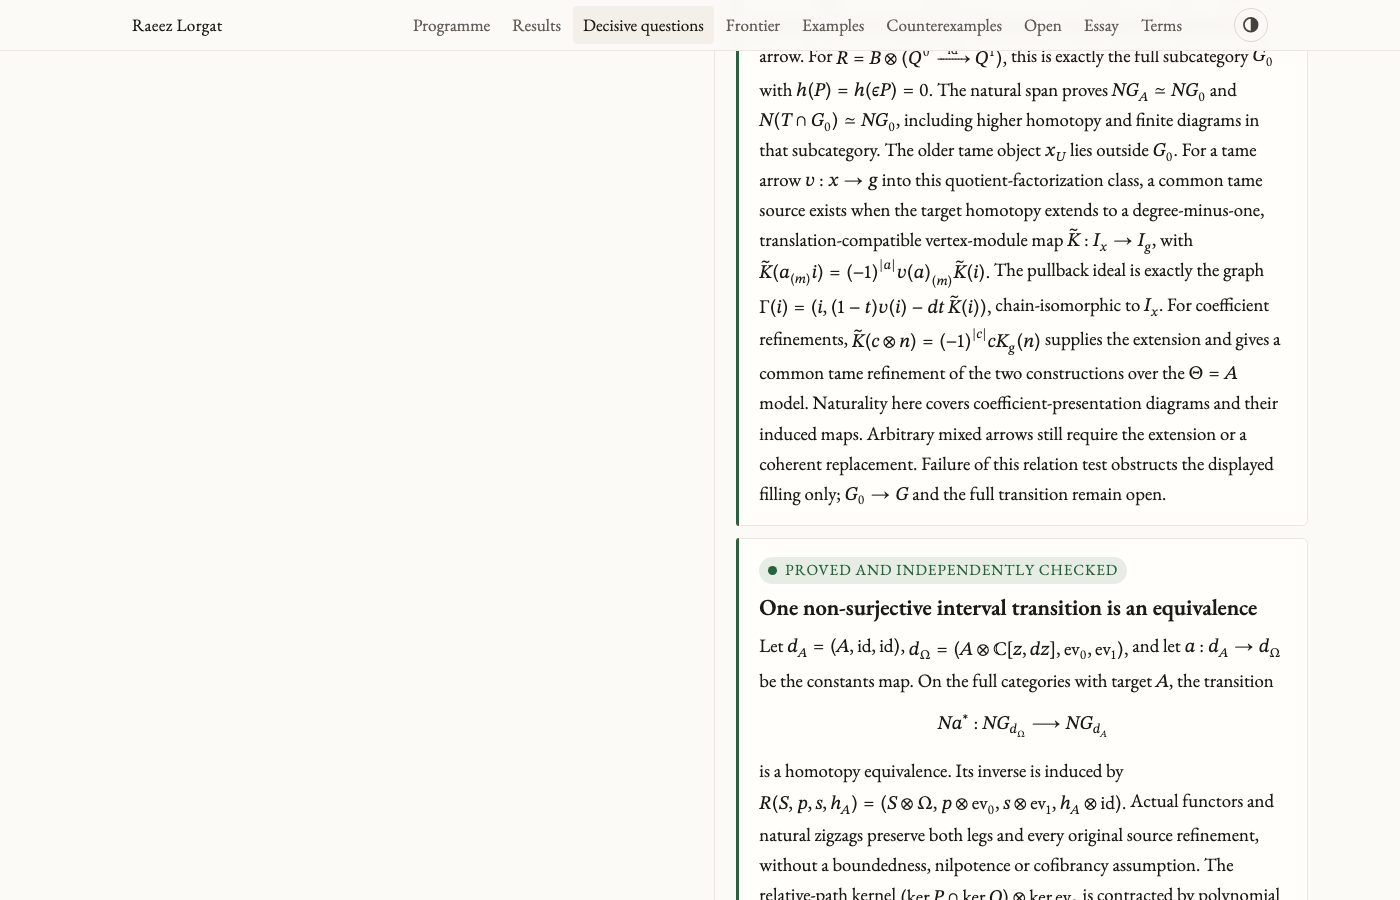 Raeez Lorgat
Programme Results Decisive questions Frontier Examples Counterexamples Open Essay Terms
arrow. For R = B ⊗ (Q⁰ → Q¹), this is exactly the full subcategory G₀
with h(P) = h(ϵP) = 0. The natural span proves NG_A ≃ NG₀ and
N(T ∩ G₀) ≃ NG₀, including higher homotopy and finite diagrams in
that subcategory. The older tame object x_U lies outside G₀. For a tame
arrow υ : x → g into this quotient-factorization class, a common tame
source exists when the target homotopy extends to a degree-minus-one,
translation-compatible vertex-module map K̃ : I_x → I_g, with
K̃(a_(m)i) = (−1)^|a| υ(a)_(m) K̃(i). The pullback ideal is exactly the graph
Γ(i) = (i, (1 − t)υ(i) − dt K̃(i)), chain-isomorphic to I_x. For coefficient
refinements, K̃(c ⊗ n) = (−1)^|c| cK_g(n) supplies the extension and gives a
common tame refinement of the two constructions over the Θ = A
model. Naturality here covers coefficient-presentation diagrams and their
induced maps. Arbitrary mixed arrows still require the extension or a
coherent replacement. Failure of this relation test obstructs the displayed
filling only; G₀ → G and the full transition remain open.
PROVED AND INDEPENDENTLY CHECKED
One non-surjective interval transition is an equivalence
Let d_A = (A, id, id), d_Ω = (A ⊗ ℂ[z, dz], ev₀, ev₁), and let a : d_A → d_Ω
be the constants map. On the full categories with target A, the transition
Na* : NG_{d_Ω} ⟶ NG_{d_A}
is a homotopy equivalence. Its inverse is induced by
R(S, p, s, h_A) = (S ⊗ Ω, p ⊗ ev₀, s ⊗ ev₁, h_A ⊗ id). Actual functors and
natural zigzags preserve both legs and every original source refinement,
without a boundedness, nilpotence or cofibrancy assumption. The
relative-path kernel (ker P ∩ ker Q) ⊗ ker ev is contracted by polynomial